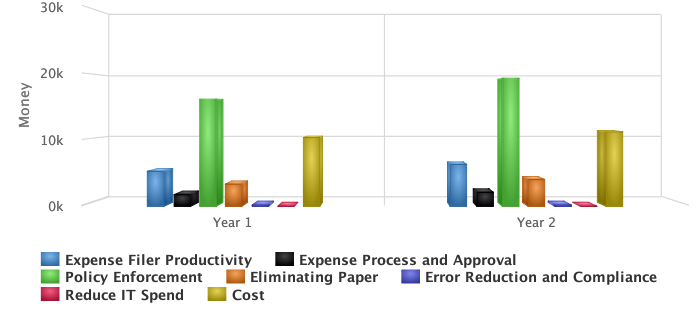 30k
20k
10k
0k
Money
Year 1
Year 2
Expense Filer Productivity
Expense Process and Approval
Policy Enforcement
Eliminating Paper
Error Reduction and Compliance
Reduce IT Spend
Cost